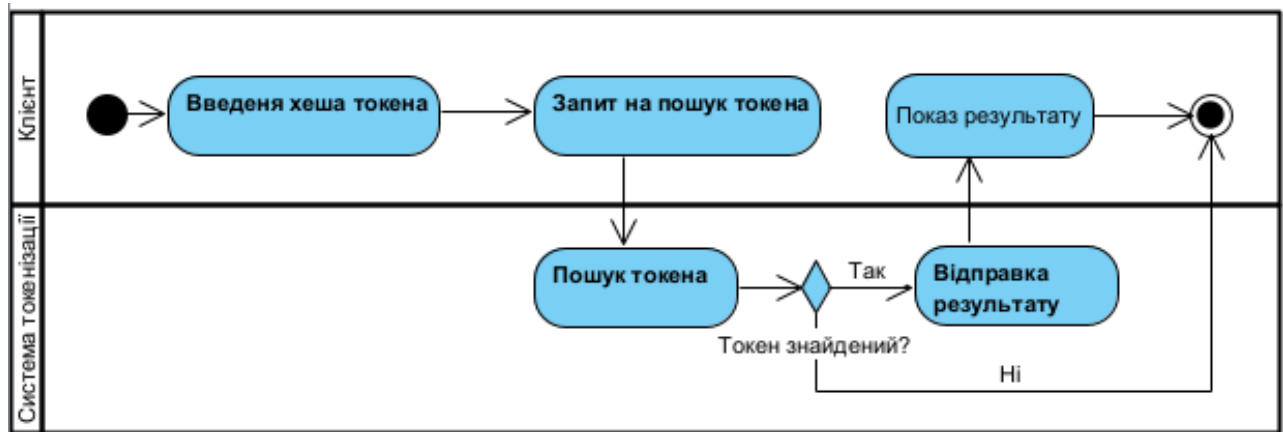 Клієнт
Введеня хеша токена
Запит на пошук токена
Показ результату
Система токенізації
Пошук токена
Так
Відправка
результату
Токен знайдений?
Ні